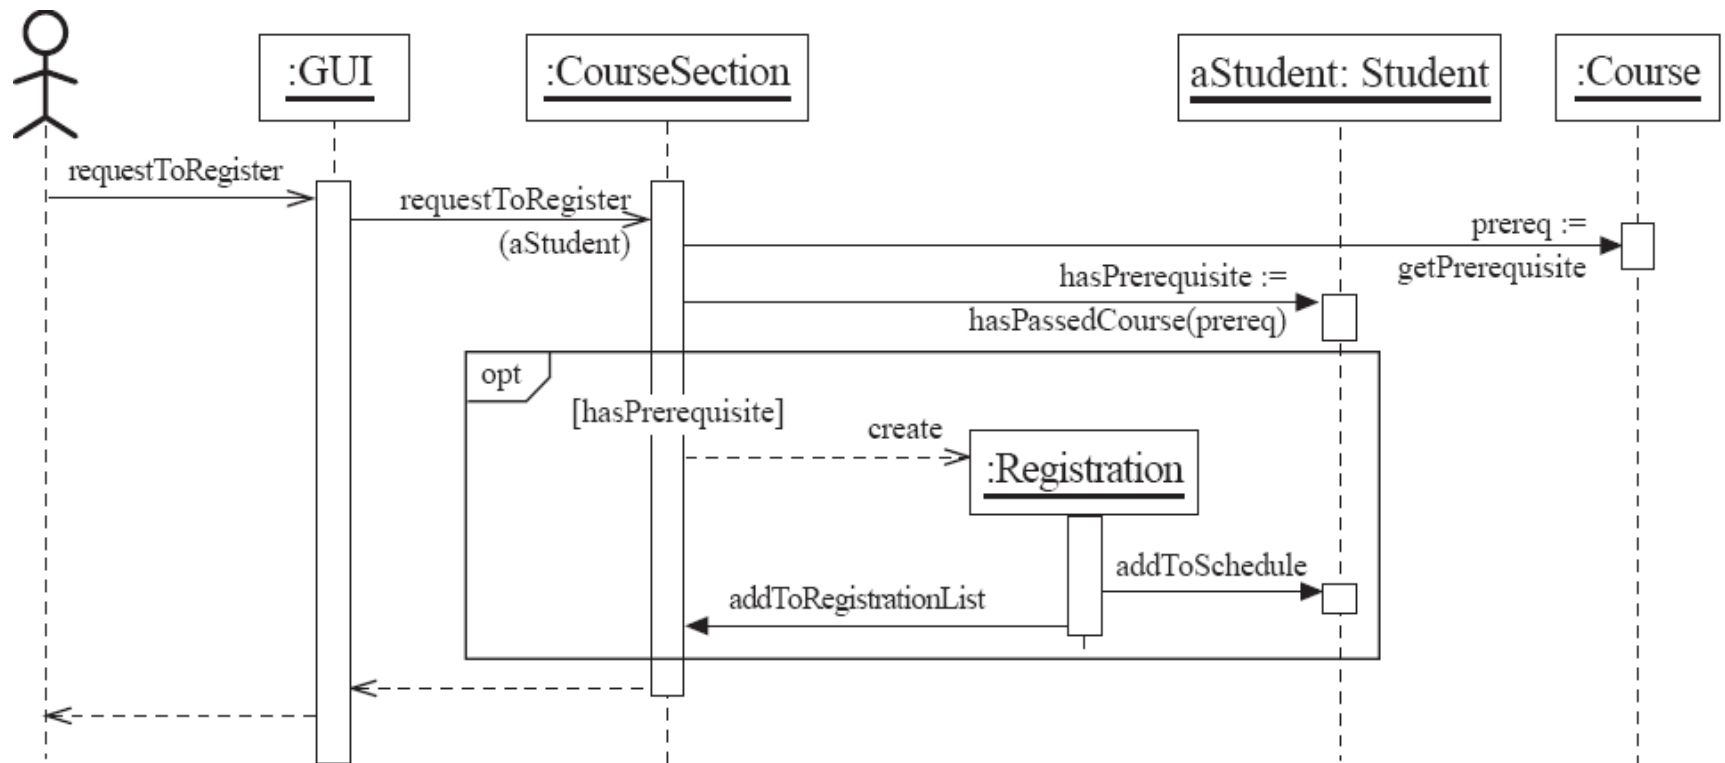 :GUI
:CourseSection
aStudent: Student
:Course
requestToRegister
requestToRegister
(aStudent)
prereq :=
getPrerequisite
hasPrerequisite :=
hasPassedCourse(prereq)
opt
[hasPrerequisite]
create
:Registration
addToSchedule
addToRegistrationList